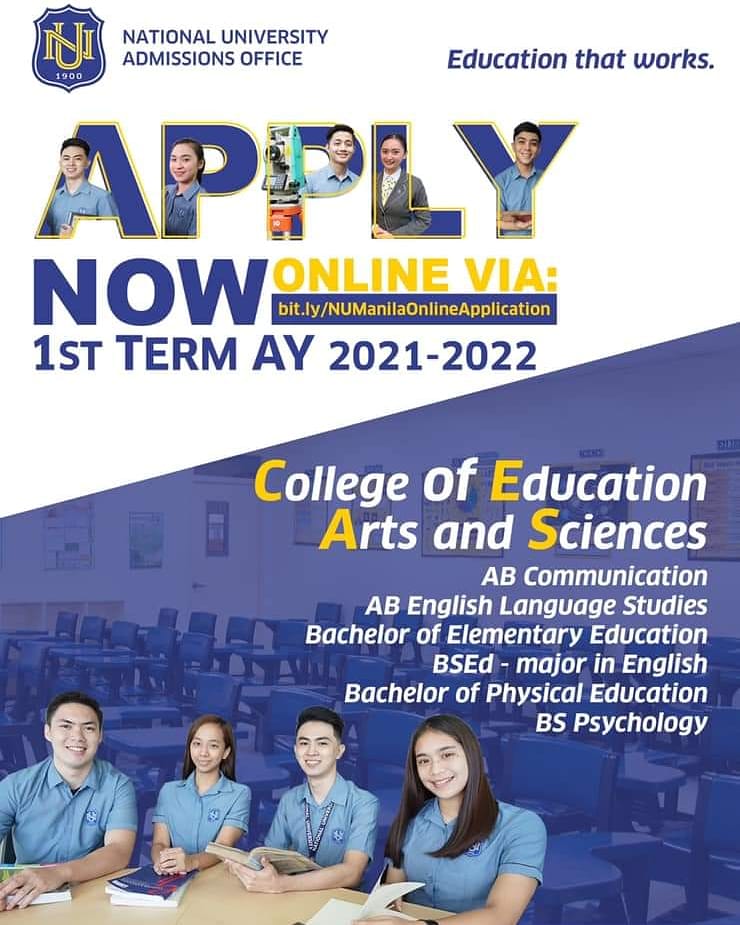 NU
1900
NATIONAL UNIVERSITY
ADMISSIONS OFFICE
Education that works.
APPLY
NOW ONLINE VIA:
bit.ly/NUManilaOnlineApplication
1ST TERM AY 2021-2022
College of Education
Arts and Sciences
AB Communication
AB English Language Studies
Bachelor of Elementary Education
BSEd - major in English
Bachelor of Physical Education
BS Psychology